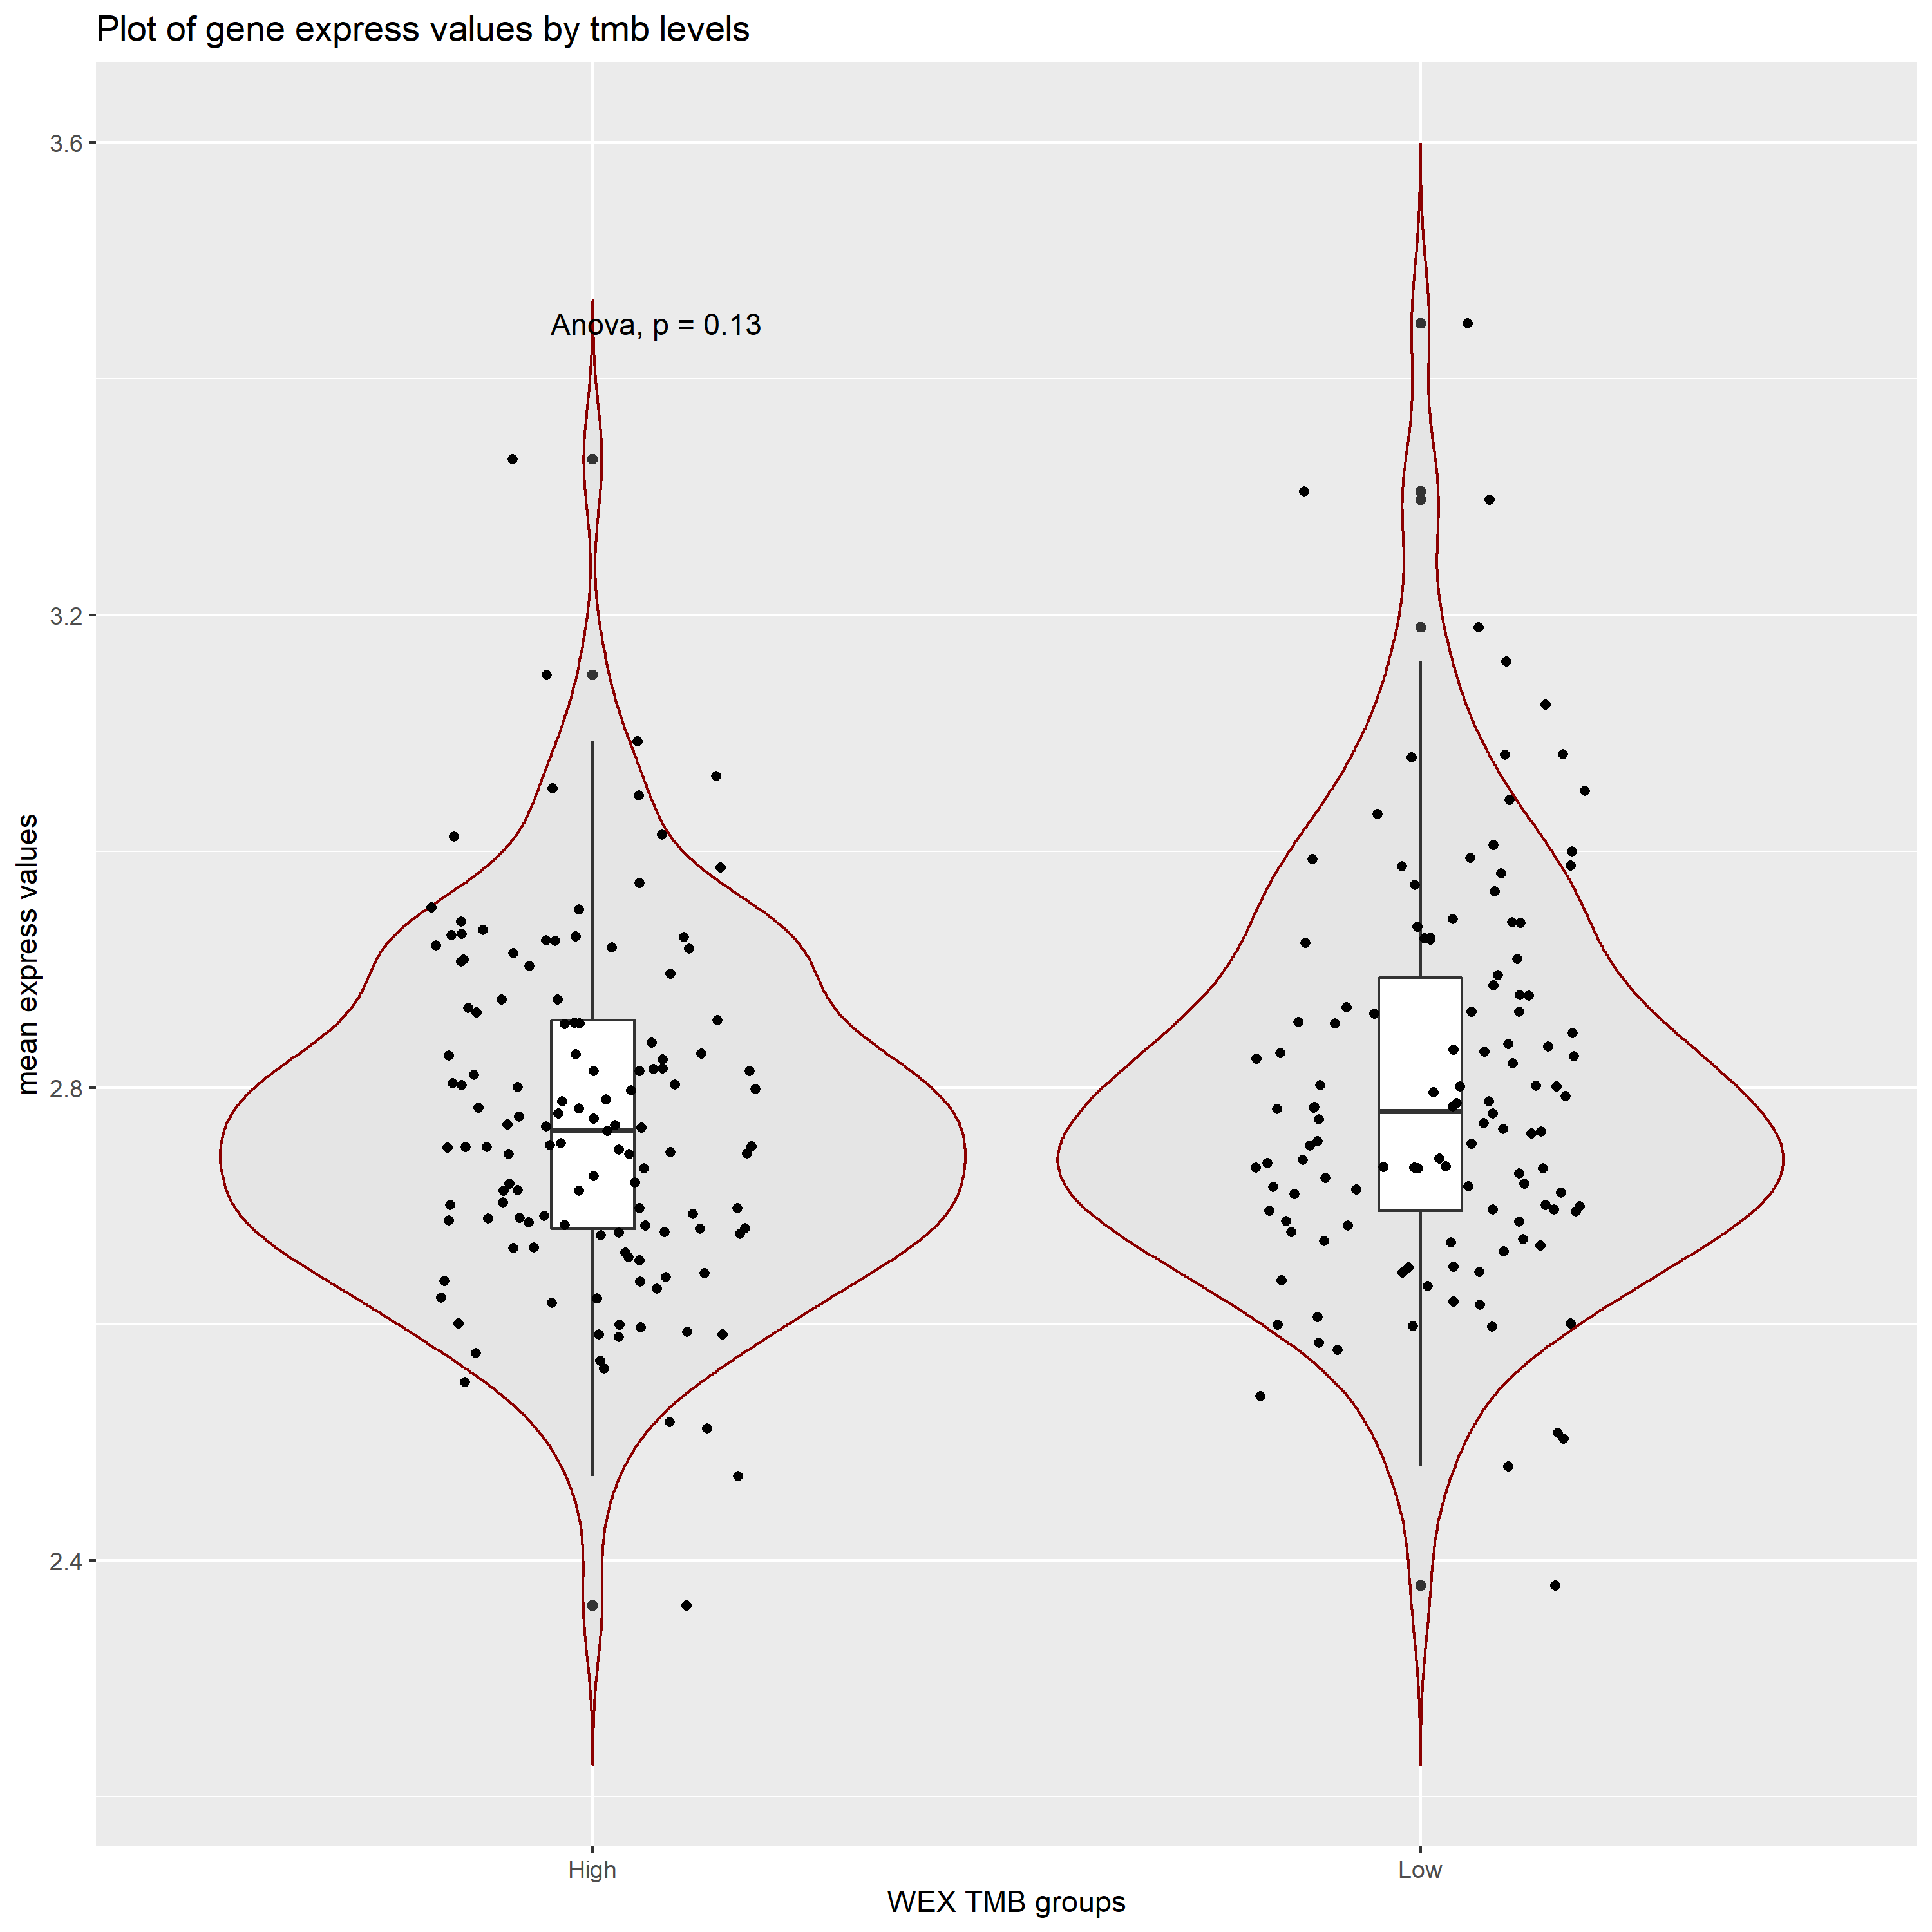 Plot of gene express values by tmb levels
3.6
Anova, p = 0.13
3.2
mean express values
2.8
2.4
High
Low
WEX TMB groups